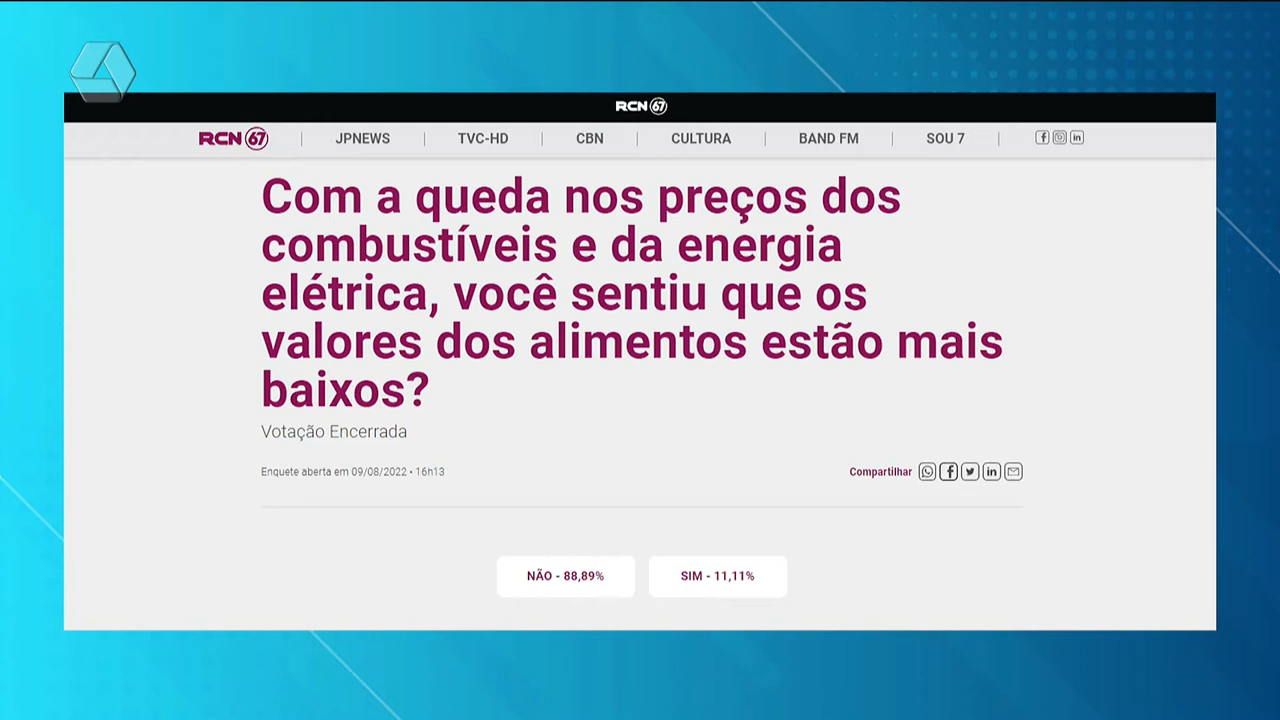 RCN 67
RCN 67 JPNEWS TVC-HD CBN CULTURA BAND FM SOU 7
Com a queda nos preços dos
combustíveis e da energia
elétrica, você sentiu que os
valores dos alimentos estão mais
baixos?
Votação Encerrada
Enquete aberta em 09/08/2022 • 16h13 Compartilhar
NÃO - 88,89% SIM - 11,11%